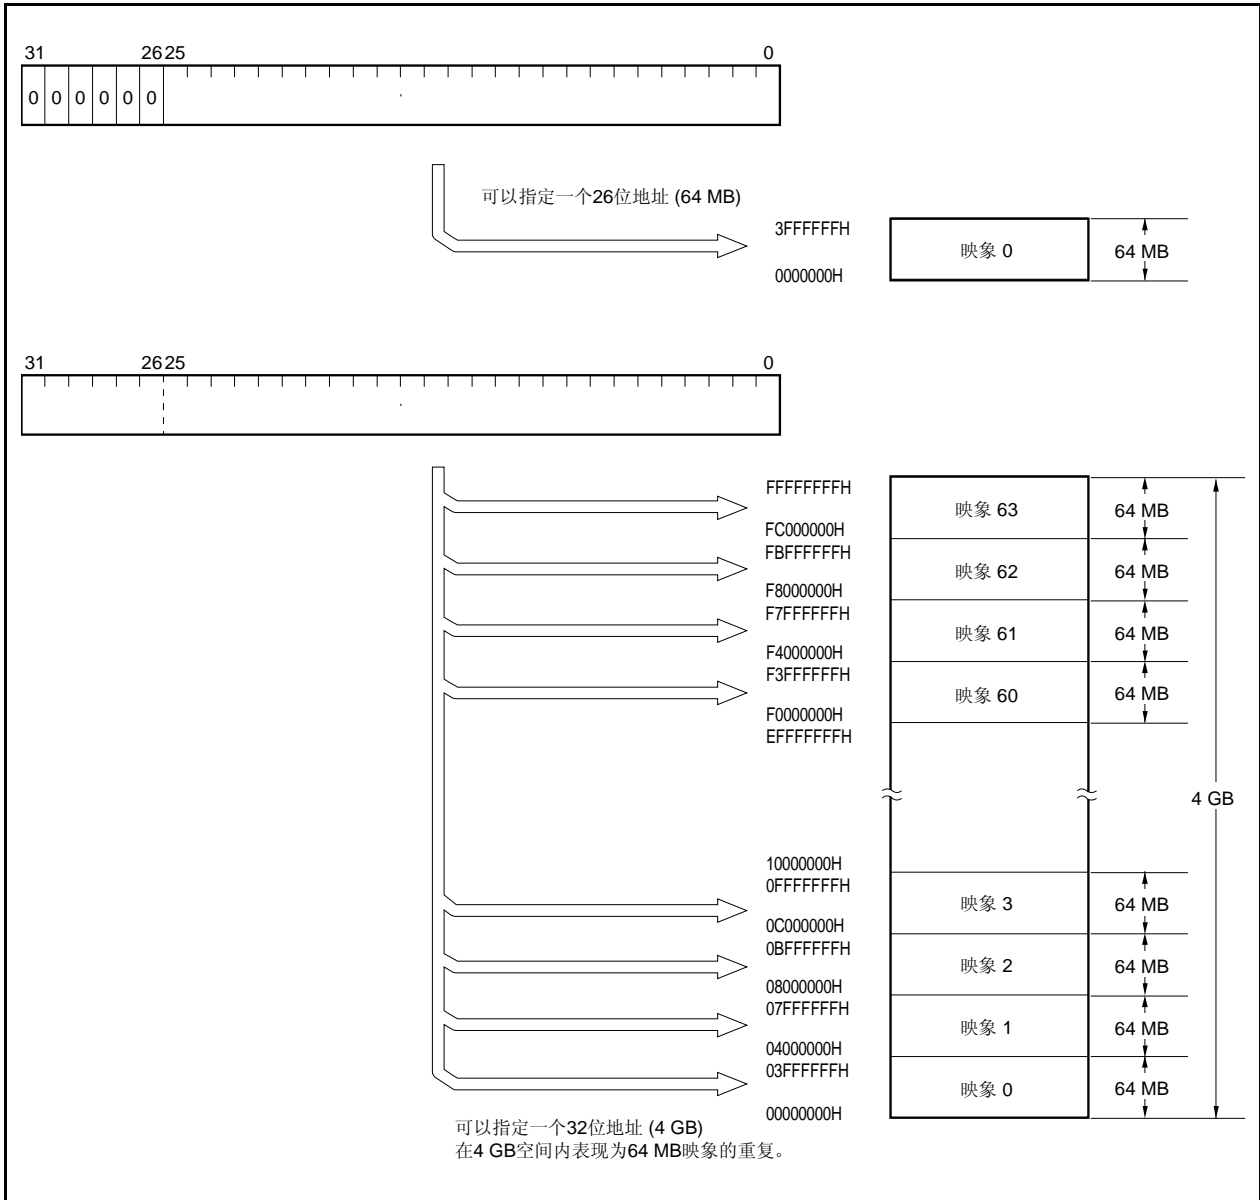 31 26 25 0
0 0 0 0 0 0
可以指定一个26位地址 (64 MB)
3FFFFFFH
映象 0
64 MB
0000000H
31 26 25 0
FFFFFFFFH
映象 63
64 MB
FC000000H
FBFFFFFFH
映象 62
64 MB
F8000000H
F7FFFFFFH
映象 61
64 MB
F4000000H
F3FFFFFFH
映象 60
64 MB
F0000000H
EFFFFFFFH
4 GB
10000000H
0FFFFFFFH
映象 3
64 MB
0C000000H
0BFFFFFFH
映象 2
64 MB
08000000H
07FFFFFFH
映象 1
64 MB
04000000H
03FFFFFFH
映象 0
64 MB
00000000H
可以指定一个32位地址 (4 GB)
在4 GB空间内表现为64 MB映象的重复。